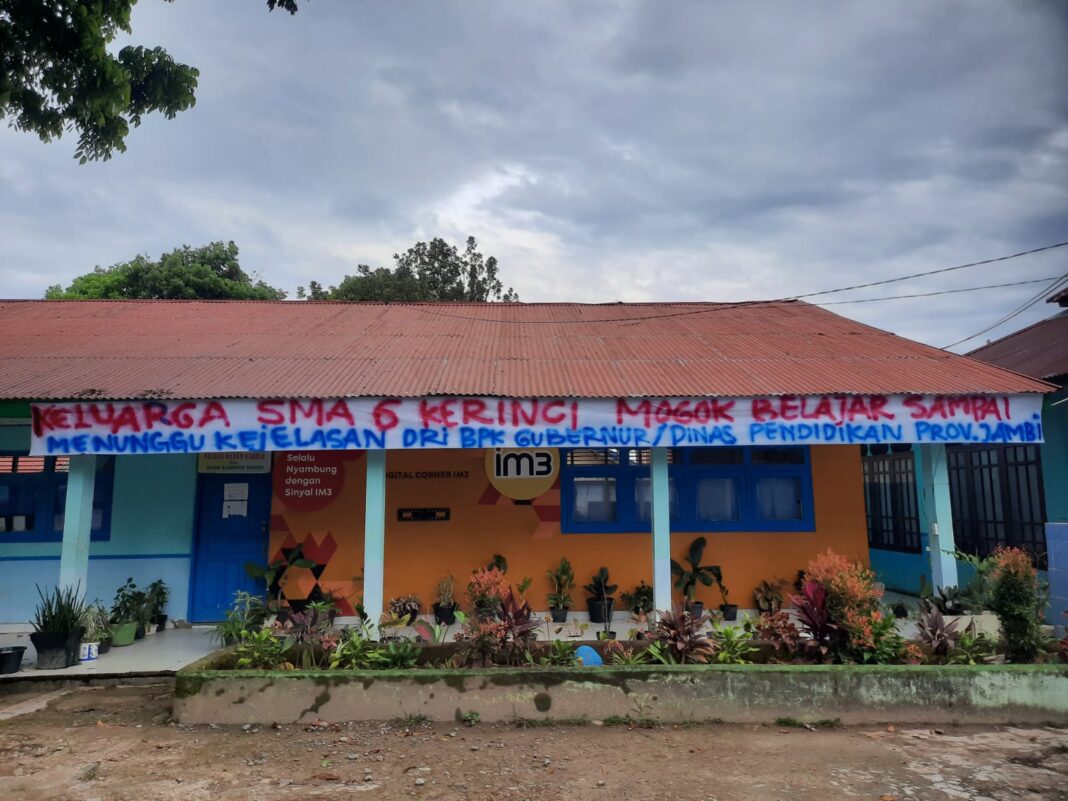 KELUARGA SMA 6 KERINCI MOGOK BELAJAR SAMPAI
MENUNGGU KEJELASAN DRI BPK GUBERNUR/DINAS PENDIDIKAN PROV. JAMBI
Selalu
Nyambung
dengan
Sinyal IM3
DIGITAL CORNER IM3
im3